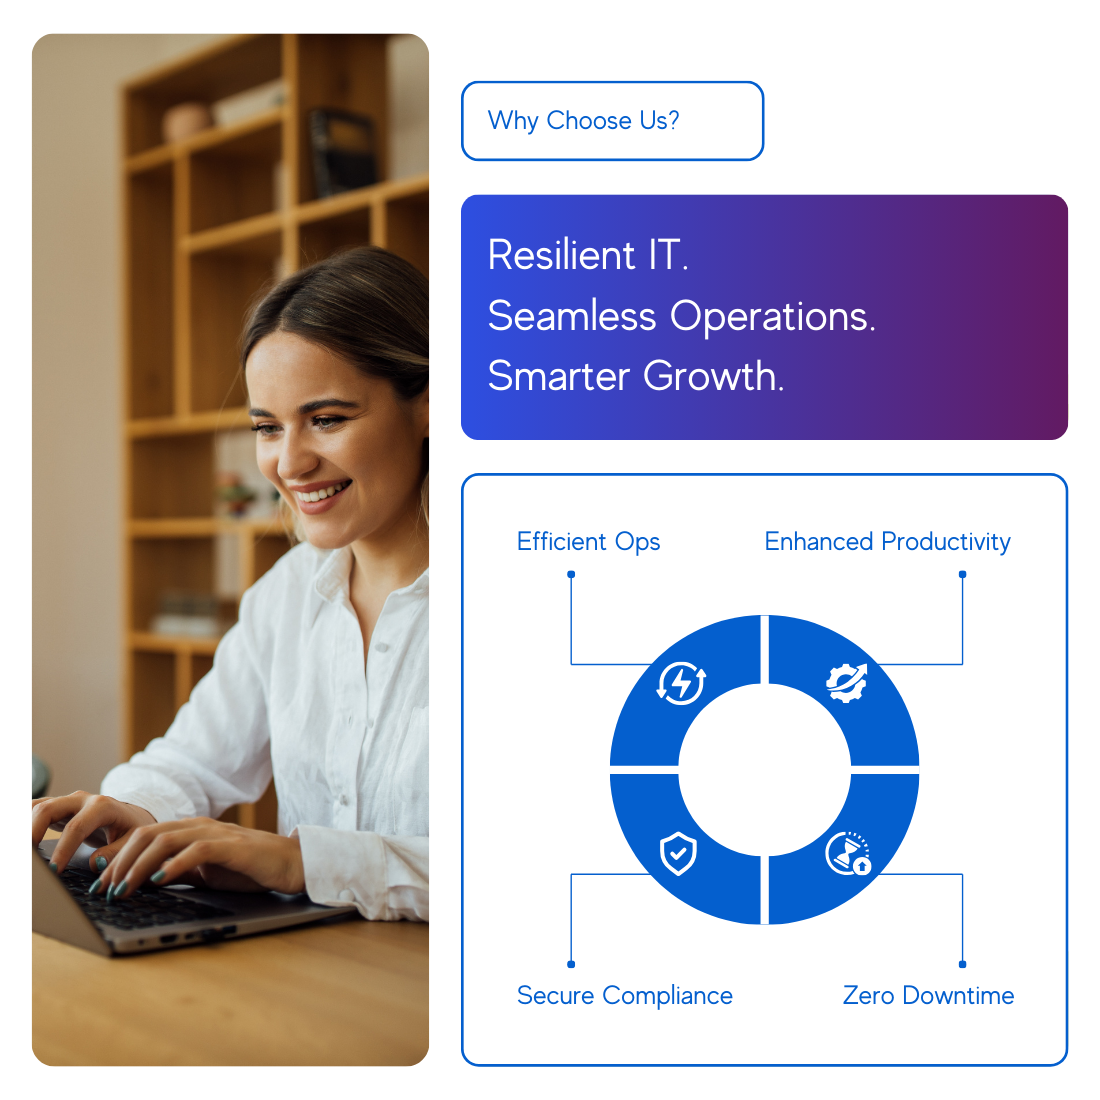 Why Choose Us?
Resilient IT.
Seamless Operations.
Smarter Growth.
Efficient Ops
Enhanced Productivity
Secure Compliance
Zero Downtime